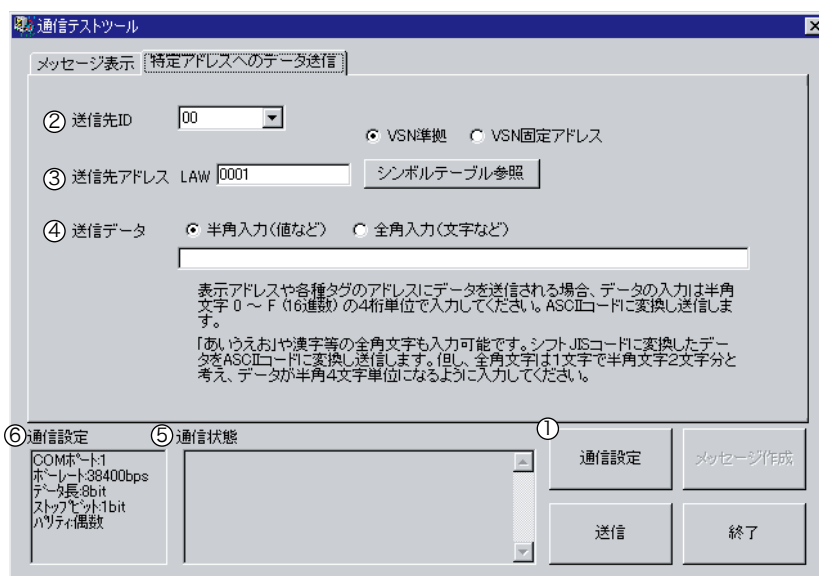 通信テストツール
メッセージ表示 特定アドレスへのデータ送信
② 送信先ID 00
VSN準拠 VSN固定アドレス
③ 送信先アドレス LAW 0001 シンボルテーブル参照
④ 送信データ 半角入力(値など) 全角入力(文字など)
表示アドレスや各種タグのアドレスにデータを送信される場合、データの入力は半角
文字 0 ～ F (16進数) の4桁単位で入力してください。ASCIIコードに変換し送信しま
す。
「あいうえお」や漢字等の全角文字も入力可能です。シフトJISコードに変換したデー
タをASCIIコードに変換し送信します。但し、全角文字は1文字で半角文字2文字分と
考え、データが半角4文字単位になるように入力してください。
⑥ 通信設定 ⑤ 通信状態 ①
COMポート:1
ボーレート:38400bps
データ長:8bit
ストップビット:1bit
パリティ:偶数
通信設定 メッセージ作成
送信 終了